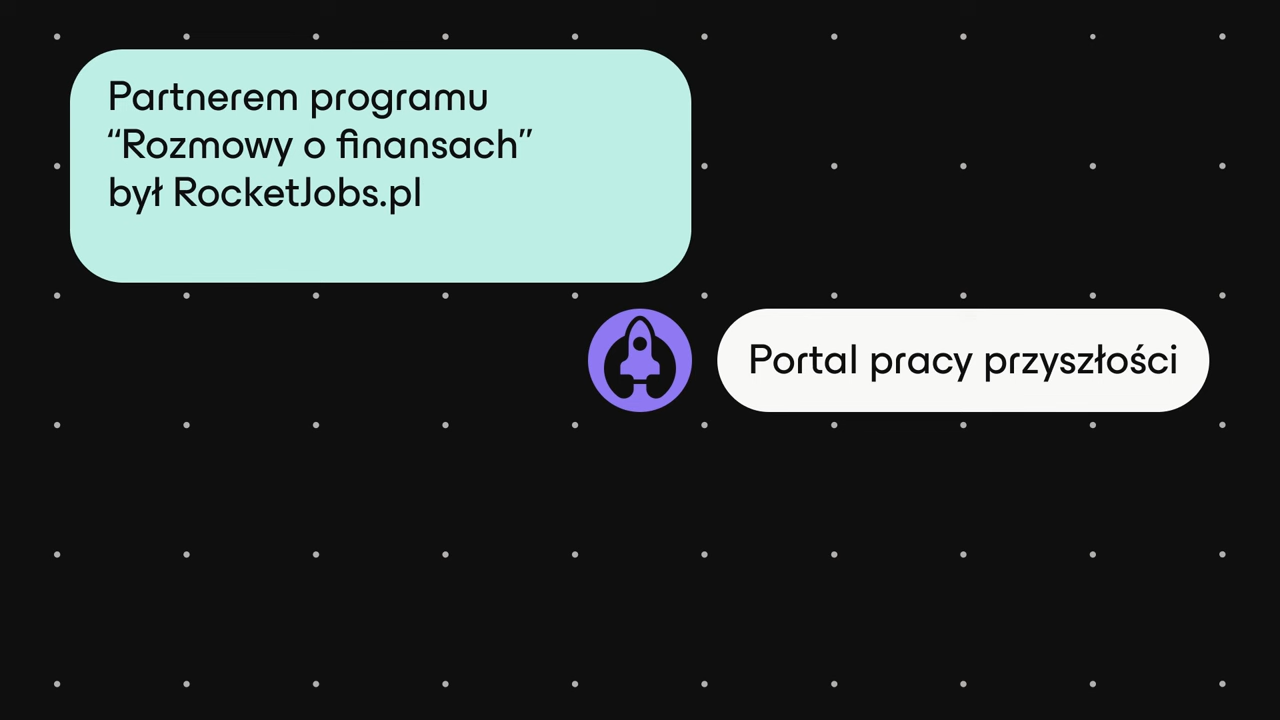 Partnerem programu
“Rozmowy o finansach”
był RocketJobs.pl
Portal pracy przyszłości